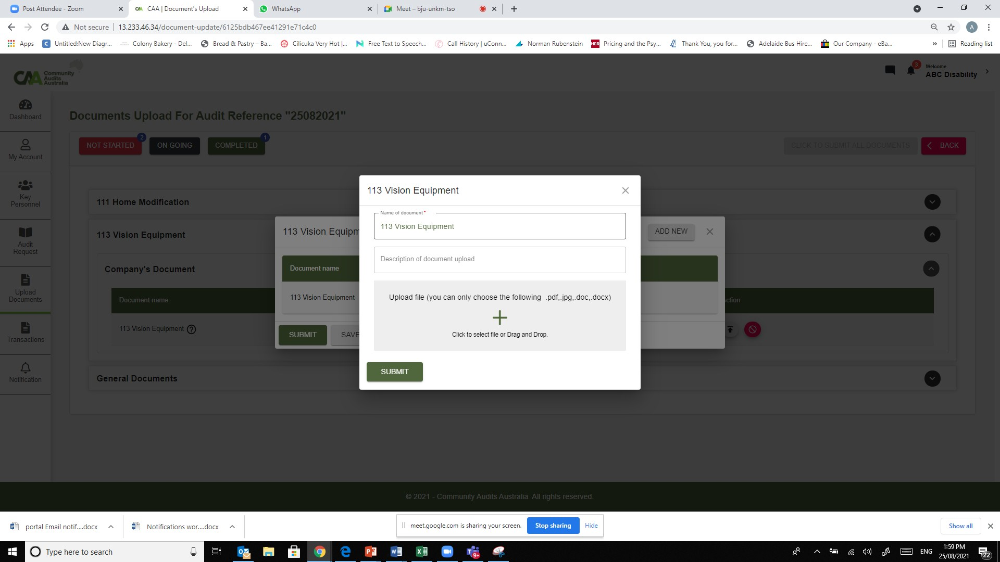 Post Attendee - Zoom
CAA | Document's Upload
WhatsApp
Meet – bju-unkm-tso
Not secure
13.233.46.34/document-update/6125bdb467ee41291e71c4c0
A
Apps
C
Untitled:New Diagr...
Colony Bakery - Del...
Bread & Pastry – Ba...
Cilicuka Very Hot |...
Free Text to Speech...
Call History | uConn...
Norman Rubenstein
HBR
Pricing and the Psy...
Thank You, you for...
Adelaide Bus Hire...
Our Company - eBa...
»
Reading list
CAA Community
Audits
Australia
3
Welcome
ABC Disability
Dashboard
My Account
Key
Personnel
Audit
Request
Upload
Documents
Transactions
Notification
Documents Upload For Audit Reference "25082021"
NOT STARTED
2
ON GOING
COMPLETED
1
CLICK TO SUBMIT ALL DOCUMENTS
BACK
111 Home Modification
113 Vision Equipment
Company's Document
Document name
ction
113 Vision Equipment
General Documents
113 Vision Equipm
ADD NEW
Document name
113 Vision Equipment
SUBMIT
SAVE
113 Vision Equipment
Name of document*
113 Vision Equipment
Description of document upload
Upload file (you can only choose the following .pdf,.jpg,.doc,.docx)
Click to select file or Drag and Drop.
SUBMIT
© 2021 - Community Audits Australia All rights reserved.
portal Email notif....docx
Notifications wor....docx
meet.google.com is sharing your screen.
Stop sharing
Hide
Show all
Type here to search
9+
ENG
1:59 PM
25/08/2021
22